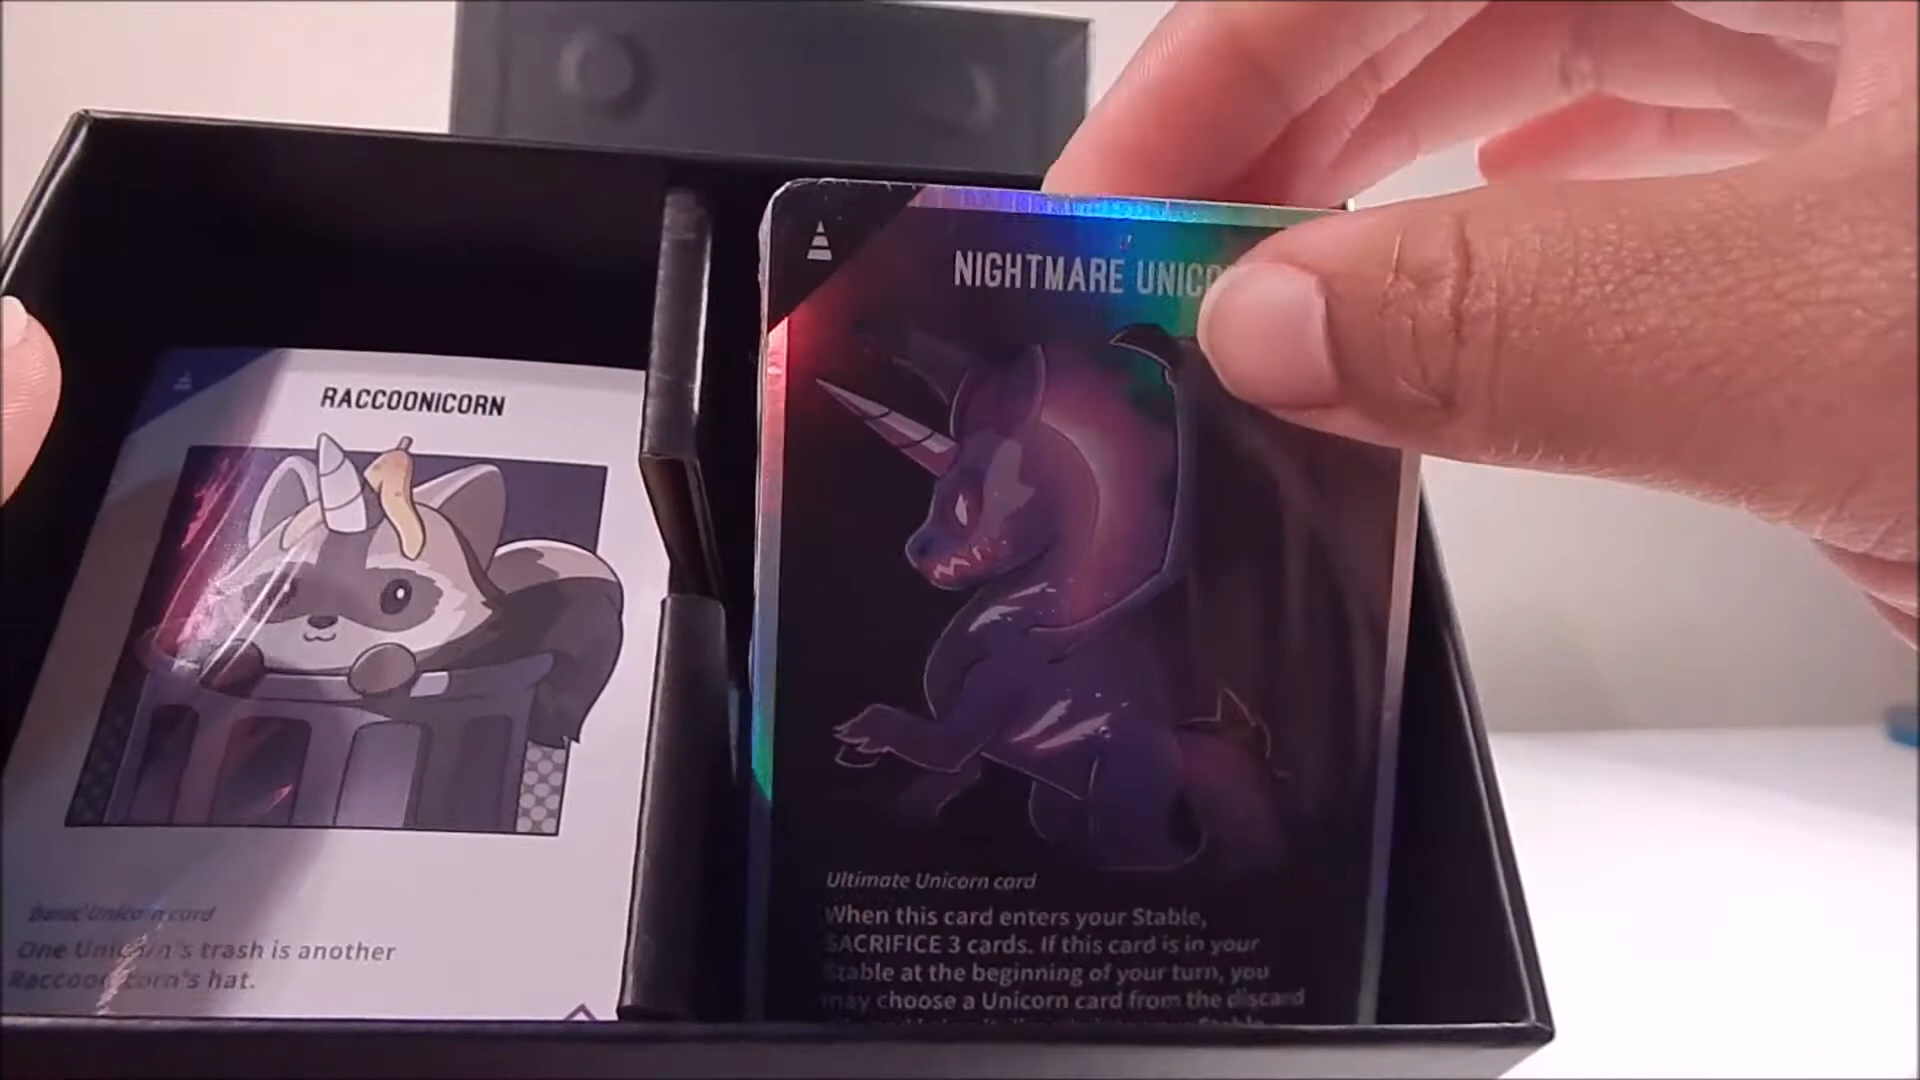 RACCOONICORN
Basic Unicorn card
One Unicorn's trash is another
Raccoonicorn's hat.
NIGHTMARE
Ultimate Unicorn card
When this card enters your Stable,
SACRIFICE 3 cards. If this card is in your
Stable at the beginning of your turn, you
may choose a Unicorn card from the discard